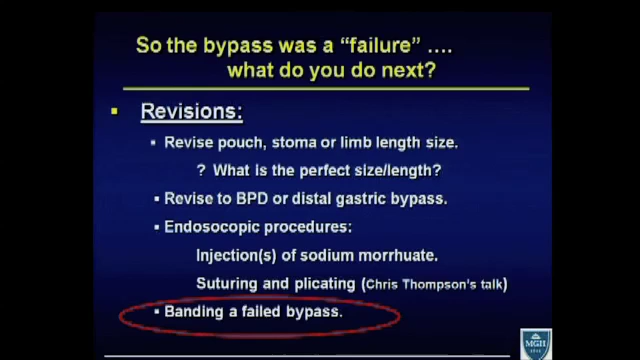 So the bypass was a “failure” ….
what do you do next?
▪ Revisions:
▪ Revise pouch, stoma or limb length size.
? What is the perfect size/length?
▪ Revise to BPD or distal gastric bypass.
▪ Endosocopic procedures:
Injection(s) of sodium morrhuate.
Suturing and plicating (Chris Thompson's talk)
▪ Banding a failed bypass.
MGH